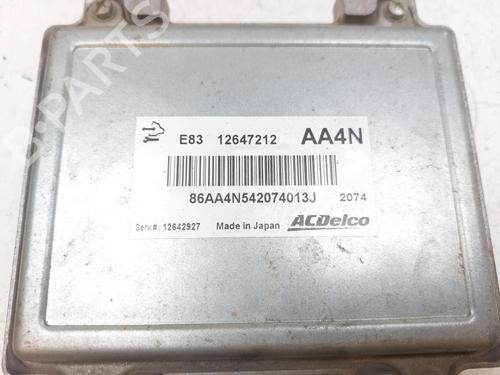 E83 12647212 AA4N
86AA4N542074013J 2074
Serv.#: 12642927 Made in Japan ACDelco
B-PARTS